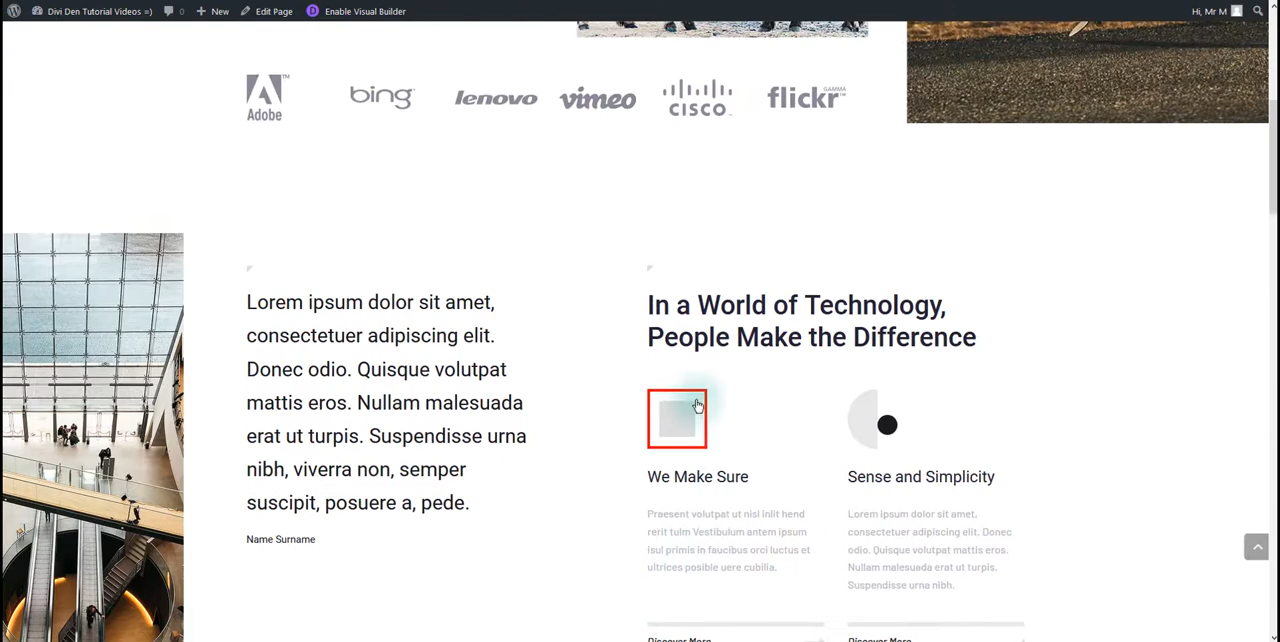 Divi Den Tutorial Videos =)
0
New
Edit Page
D
Enable Visual Builder
Hi, Mr M
Adobe™
bing
lenovo
vimeo
CISCO
flickr GAMMA™
Lorem ipsum dolor sit amet,
consectetuer adipiscing elit.
Donec odio. Quisque volutpat
mattis eros. Nullam malesuada
erat ut turpis. Suspendisse urna
nibh, viverra non, semper
suscipit, posuere a, pede.
Name Surname
In a World of Technology,
People Make the Difference
We Make Sure
Praesent volutpat ut nisl inlit hend
rerit tulm Vestibulum antem ipsum
isul primis in faucibus orci luctus et
ultrices posible uere cubilia.
Discover More
Sense and Simplicity
Lorem ipsum dolor sit amet,
consectetuer adipiscing elit. Donec
odio. Quisque volutpat mattis eros.
Nullam malesuada erat ut turpis.
Suspendisse urna nibh.
Discover More